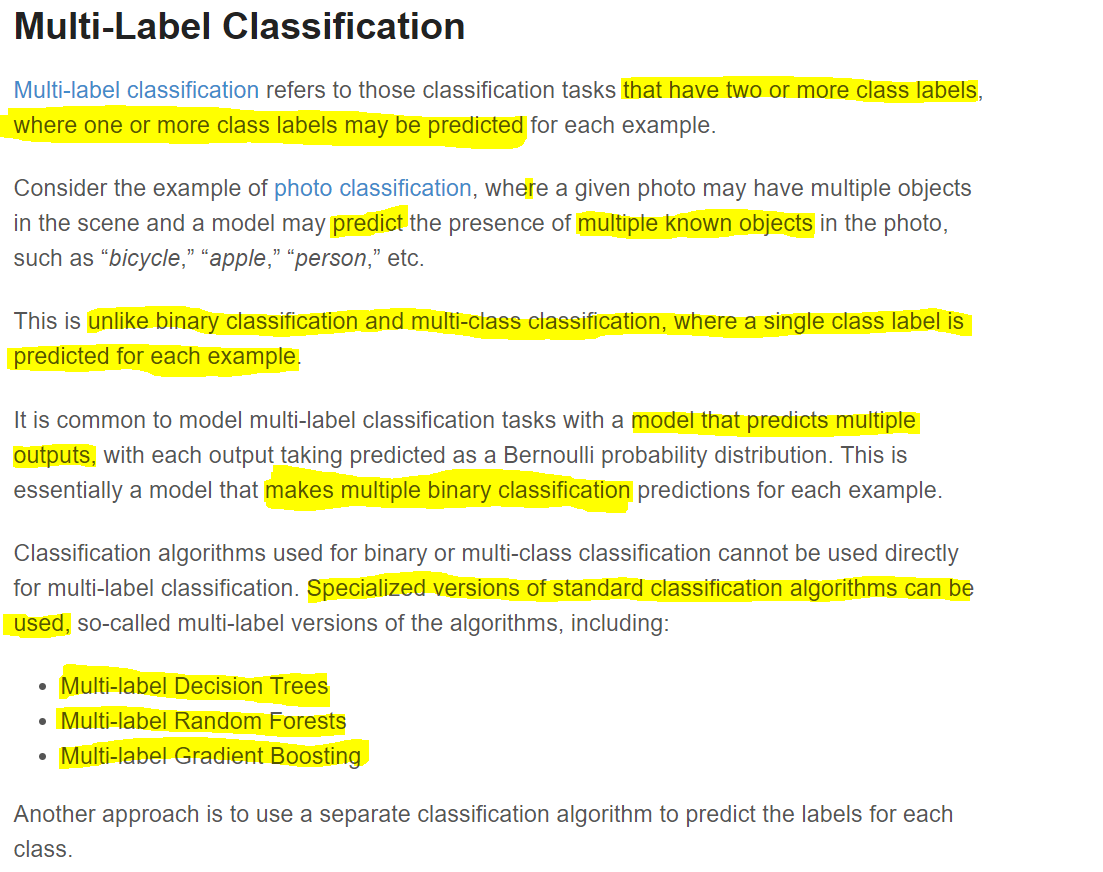 Multi-Label Classification
Multi-label classification refers to those classification tasks that have two or more class labels,
where one or more class labels may be predicted for each example.
Consider the example of photo classification, where a given photo may have multiple objects
in the scene and a model may predict the presence of multiple known objects in the photo,
such as “bicycle,” “apple,” “person,” etc.
This is unlike binary classification and multi-class classification, where a single class label is
predicted for each example.
It is common to model multi-label classification tasks with a model that predicts multiple
outputs, with each output taking predicted as a Bernoulli probability distribution. This is
essentially a model that makes multiple binary classification predictions for each example.
Classification algorithms used for binary or multi-class classification cannot be used directly
for multi-label classification. Specialized versions of standard classification algorithms can be
used, so-called multi-label versions of the algorithms, including:
• Multi-label Decision Trees
• Multi-label Random Forests
• Multi-label Gradient Boosting
Another approach is to use a separate classification algorithm to predict the labels for each
class.